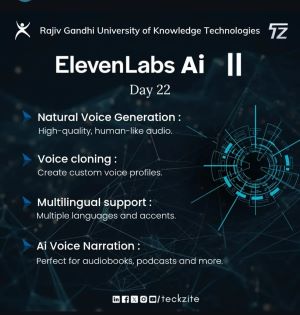 Rajiv Gandhi University of Knowledge Technologies
TZ
ElevenLabs Ai ||
Day 22
Natural Voice Generation :
High-quality, human-like audio.
Voice cloning :
Create custom voice profiles.
Multilingual support :
Multiple languages and accents.
Ai Voice Narration :
Perfect for audiobooks, podcasts and more.
/teckzite